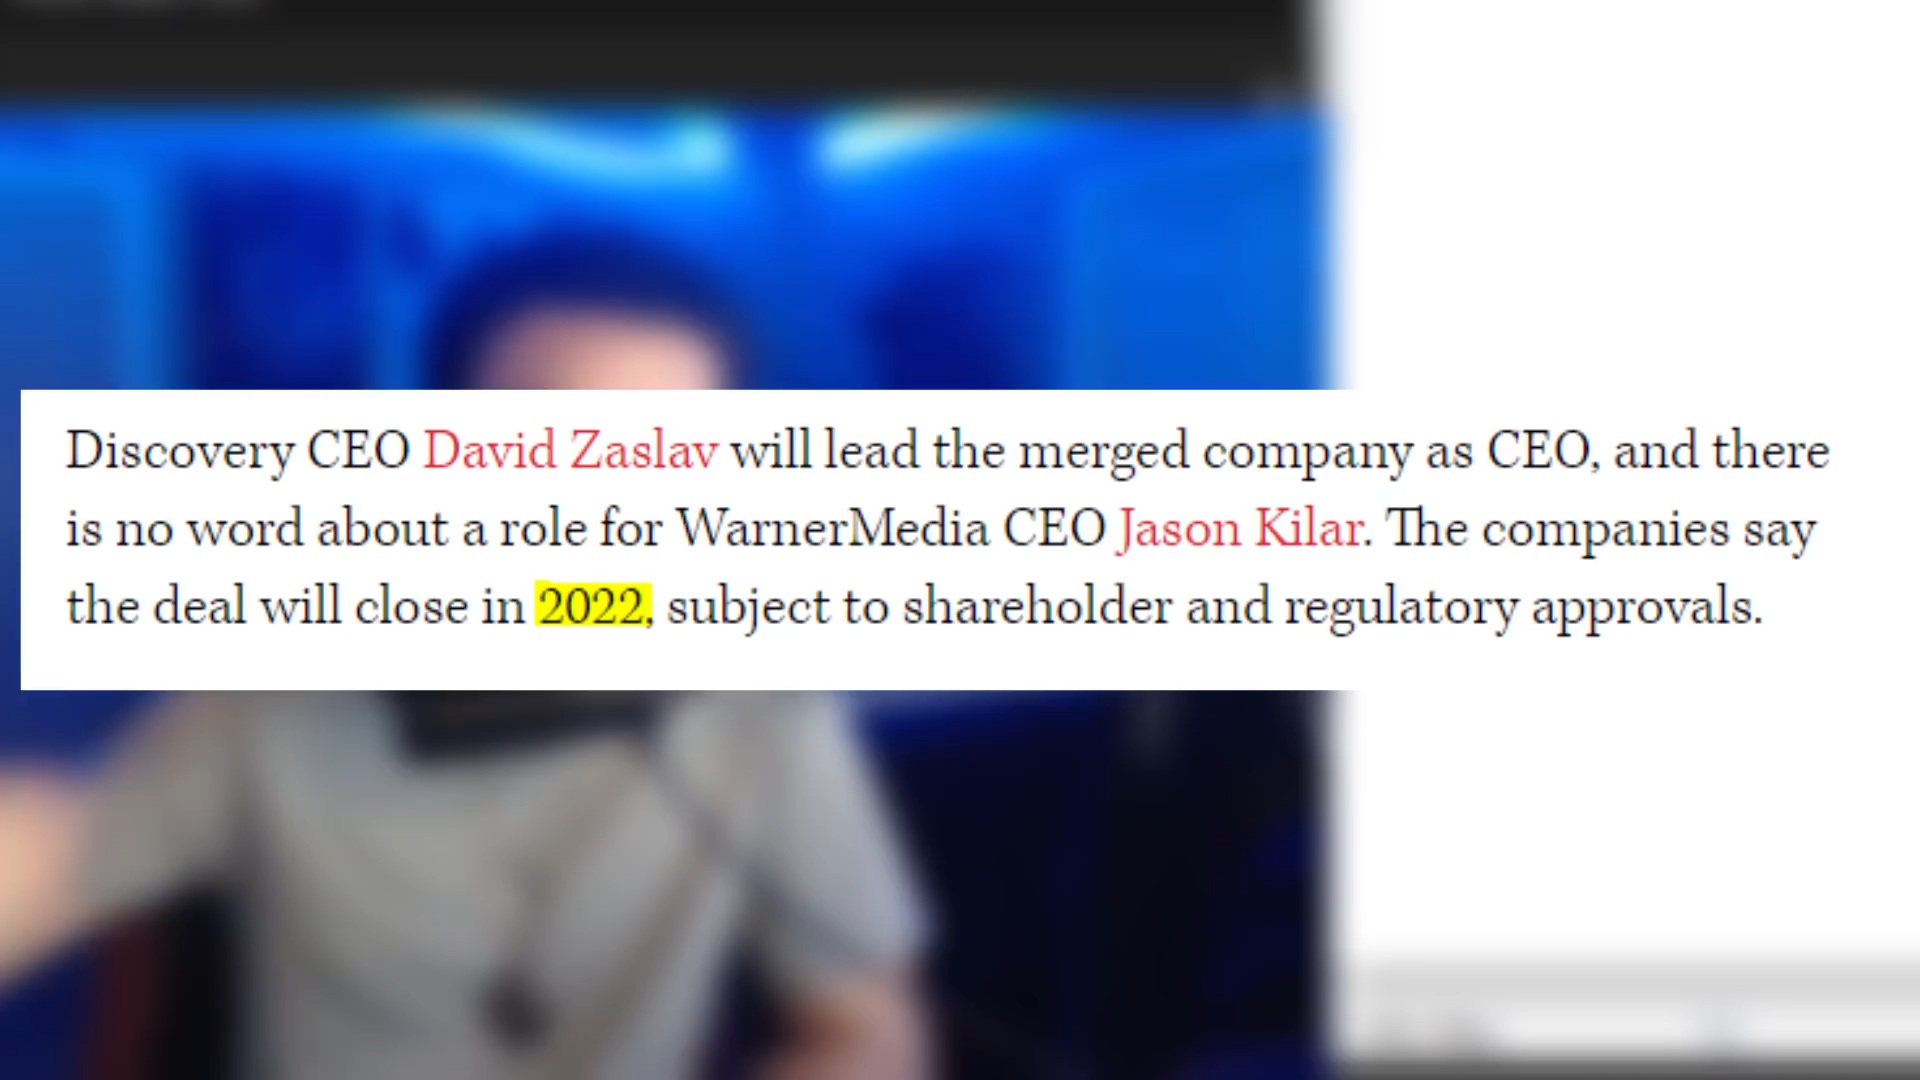 Discovery CEO David Zaslav will lead the merged company as CEO, and there
is no word about a role for WarnerMedia CEO Jason Kilar. The companies say
the deal will close in 2022, subject to shareholder and regulatory approvals.